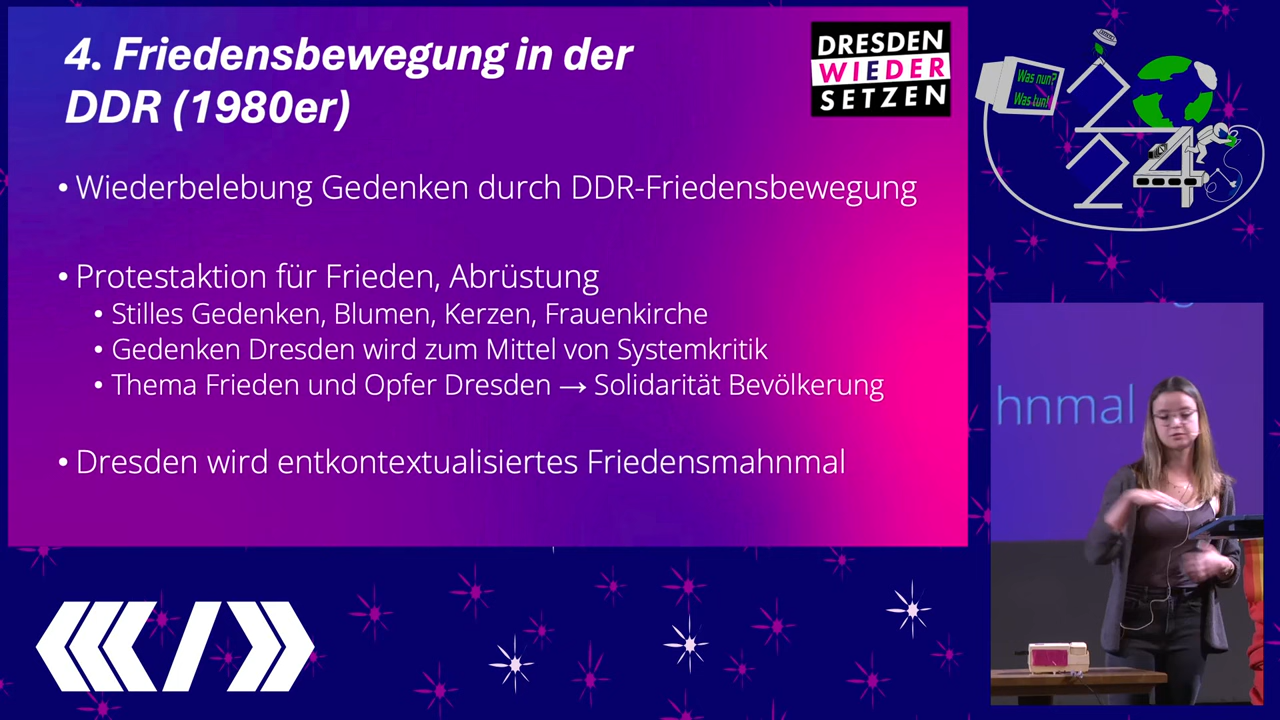 4. Friedensbewegung in der
DDR (1980er)
DRESDEN
WIEDER
SETZEN
• Wiederbelebung Gedenken durch DDR-Friedensbewegung
• Protestaktion für Frieden, Abrüstung
• Stilles Gedenken, Blumen, Kerzen, Frauenkirche
• Gedenken Dresden wird zum Mittel von Systemkritik
• Thema Frieden und Opfer Dresden → Solidarität Bevölkerung
• Dresden wird entkontextualisiertes Friedensmahnmal
Was nun?
Was tun!
2024
hnmal